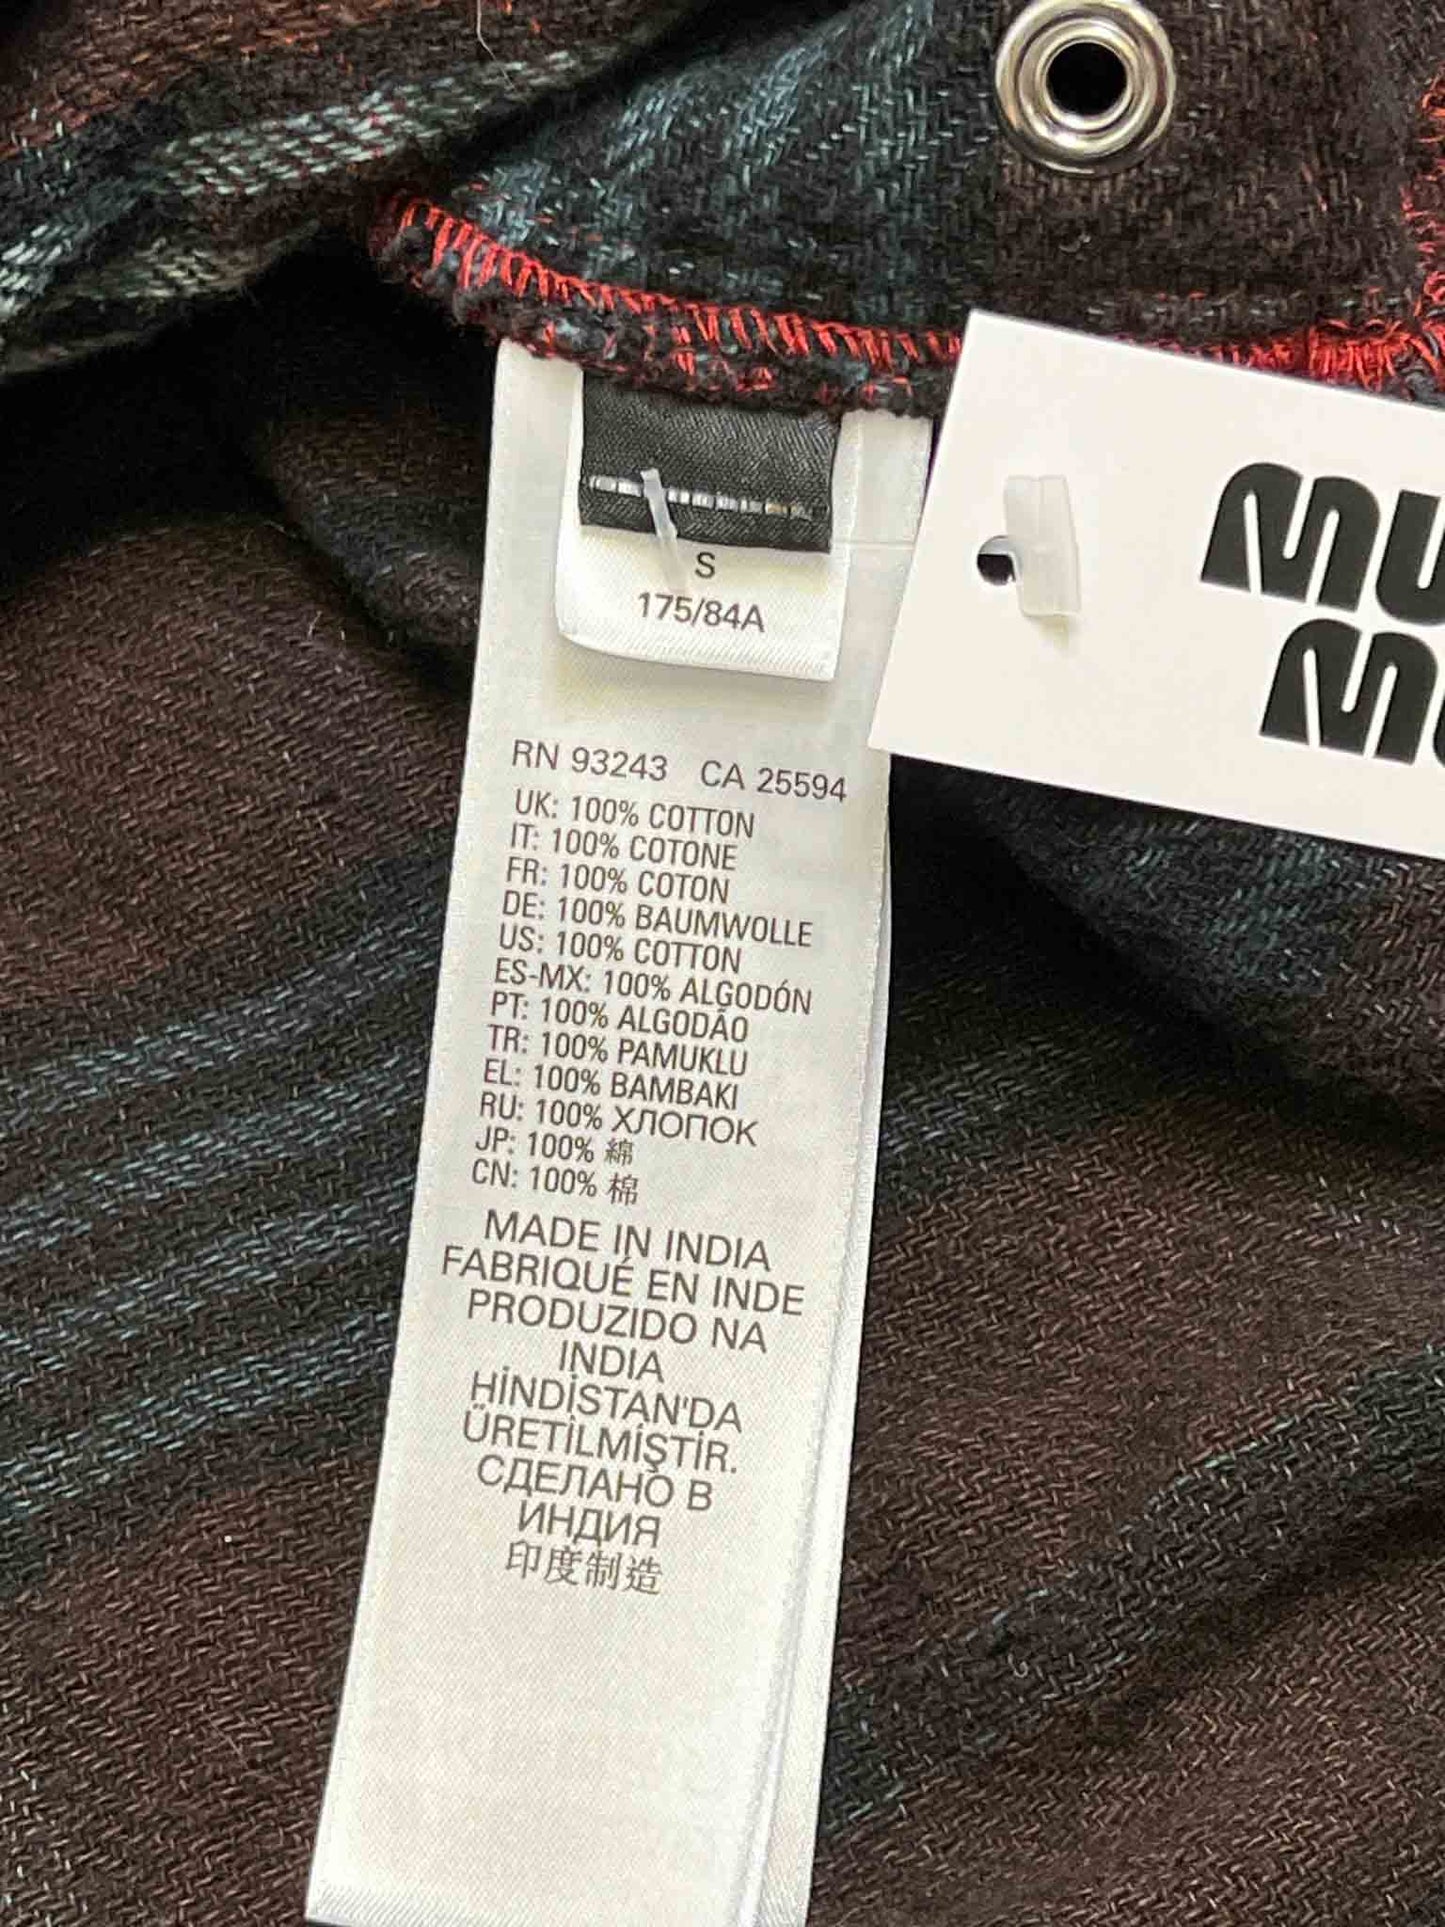 S
175/84A
RN 93243 CA 25594
UK: 100% COTTON
IT: 100% COTONE
FR: 100% COTON
DE: 100% BAUMWOLLE
US: 100% COTTON
ES-MX: 100% ALGODÓN
PT: 100% ALGODÃO
TR: 100% PAMUKLU
EL: 100% BAMBAKI
RU: 100% ХЛОПОК
JP: 100% 綿
CN: 100% 棉
MADE IN INDIA
FABRIQUÉ EN INDE
PRODUZIDO NA
INDIA
HİNDİSTAN'DA
ÜRETİLMİŞTİR.
СДЕЛАНО В
ИНДИЯ
印度制造
MU
M